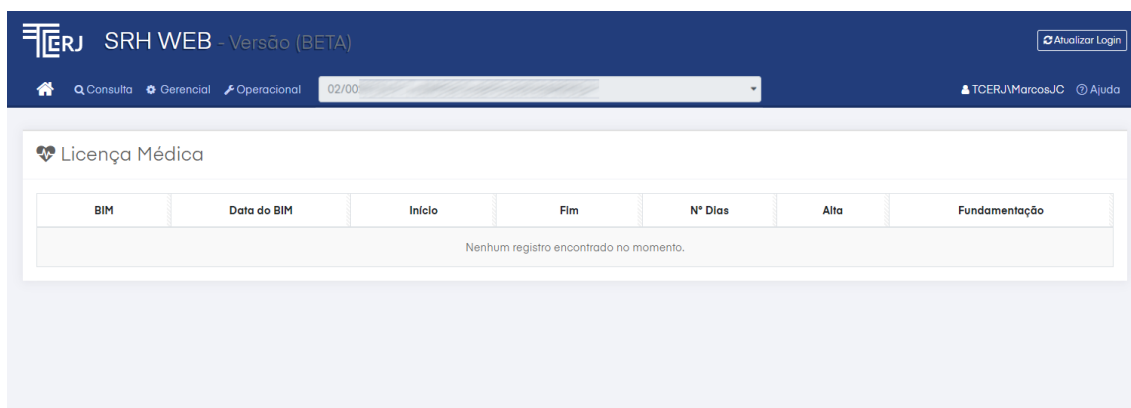 TCERJ SRH WEB - Versão (BETA)
Atualizar Login
Consulta Gerencial Operacional 02/00 TCERJ\MarcosJC Ajuda
Licença Médica
BIM Data do BIM Início Fim N° Dias Alta Fundamentação
Nenhum registro encontrado no momento.